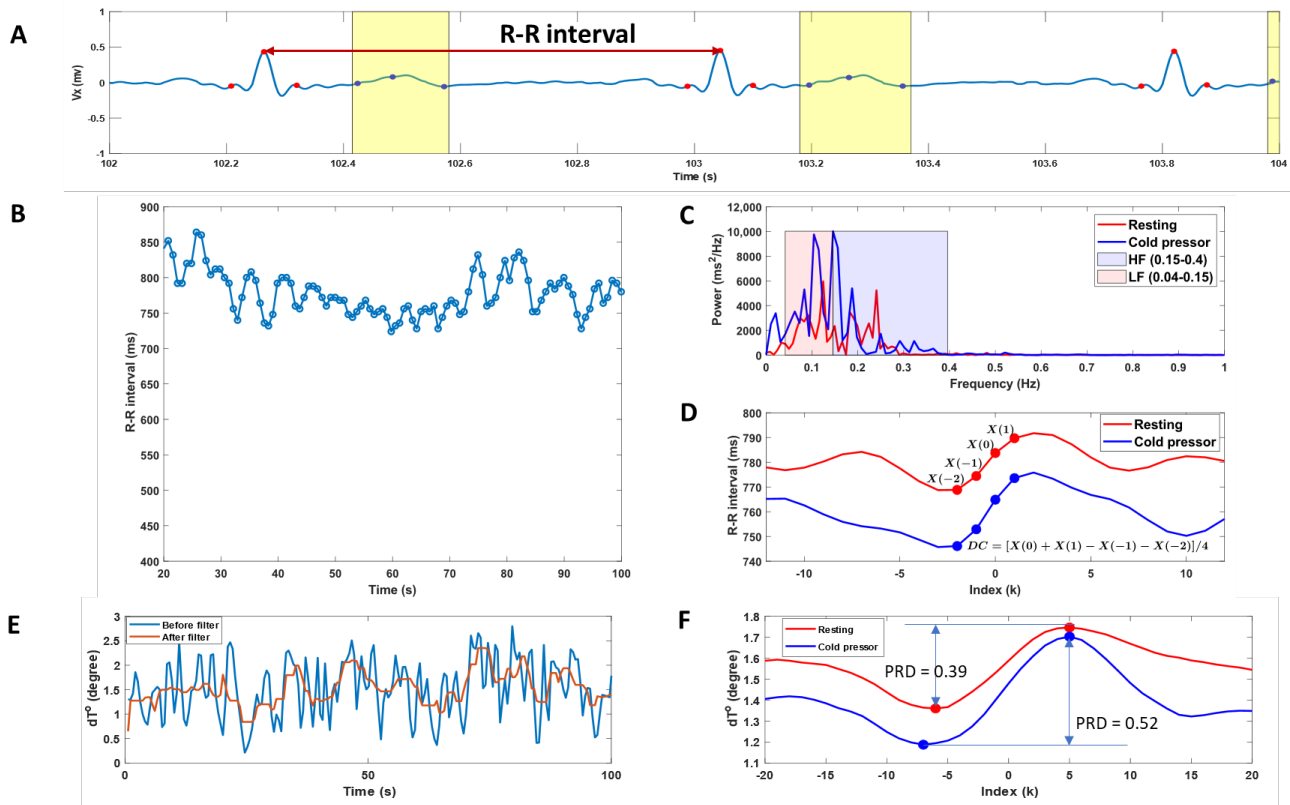 A
R-R interval
Vx (mv)
1
0.5
0
-0.5
-1
102
102.2
102.4
102.6
102.8
103
103.2
103.4
103.6
103.8
104
Time (s)
B
R-R interval (ms)
900
850
800
750
700
650
600
550
500
450
400
20
30
40
50
60
70
80
90
100
Time (s)
C
Power (ms²/Hz)
12,000
10,000
8000
6000
4000
2000
0
0
0.1
0.2
0.3
0.4
0.5
0.6
0.7
0.8
0.9
1
Frequency (Hz)
Resting
Cold pressor
HF (0.15-0.4)
LF (0.04-0.15)
D
R-R interval (ms)
800
790
780
770
760
750
740
-10
-5
0
5
10
Index (k)
Resting
Cold pressor
X(1)
X(0)
X(-1)
X(-2)
DC = [X(0) + X(1) − X(−1) − X(−2)]/4
E
dT° (degree)
3
2.5
2
1.5
1
0.5
0
0
50
100
Time (s)
Before filter
After filter
F
dT° (degree)
1.8
1.7
1.6
1.5
1.4
1.3
1.2
1.1
-20
-15
-10
-5
0
5
10
15
20
Index (k)
Resting
Cold pressor
PRD = 0.39
PRD = 0.52